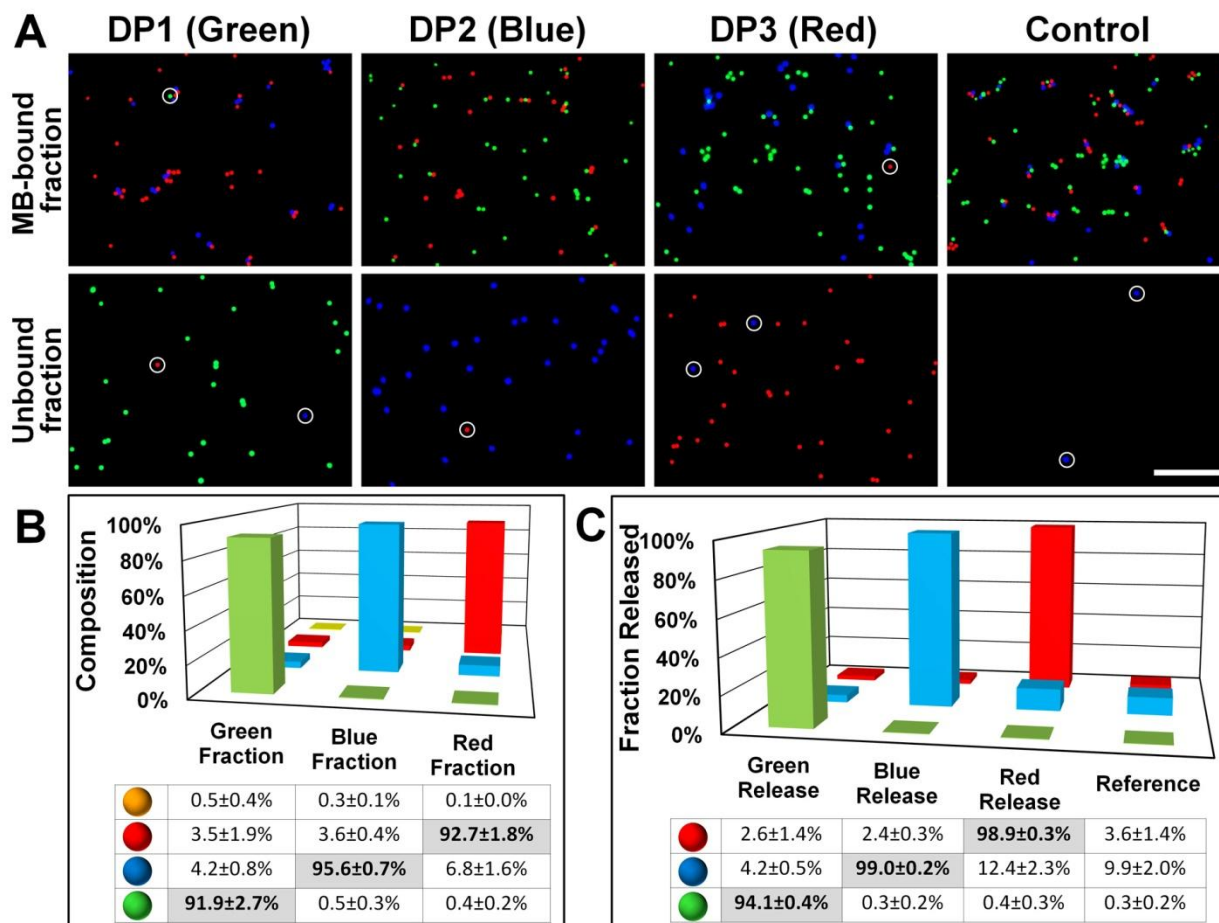 A
DP1 (Green)
DP2 (Blue)
DP3 (Red)
Control
MB-bound
fraction
Unbound
fraction
B
100%
80%
60%
40%
20%
0%
Composition
Green
Fraction
Blue
Fraction
Red
Fraction
0.5±0.4% 0.3±0.1% 0.1±0.0%
3.5±1.9% 3.6±0.4% 92.7±1.8%
4.2±0.8% 95.6±0.7% 6.8±1.6%
91.9±2.7% 0.5±0.3% 0.4±0.2%
C
100%
80%
60%
40%
20%
0%
Fraction Released
Green
Release
Blue
Release
Red
Release
Reference
2.6±1.4% 2.4±0.3% 98.9±0.3% 3.6±1.4%
4.2±0.5% 99.0±0.2% 12.4±2.3% 9.9±2.0%
94.1±0.4% 0.3±0.2% 0.4±0.3% 0.3±0.2%